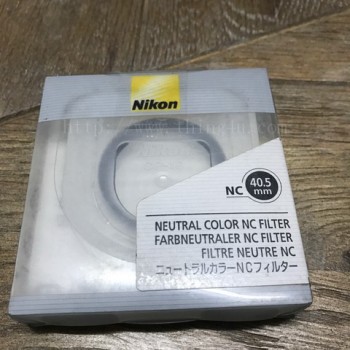 Nikon
NC 40.5 mm
NEUTRAL COLOR NC FILTER
FARBNEUTRALER NC FILTER
FILTRE NEUTRE NC
ニュートラルカラーNCフィルター